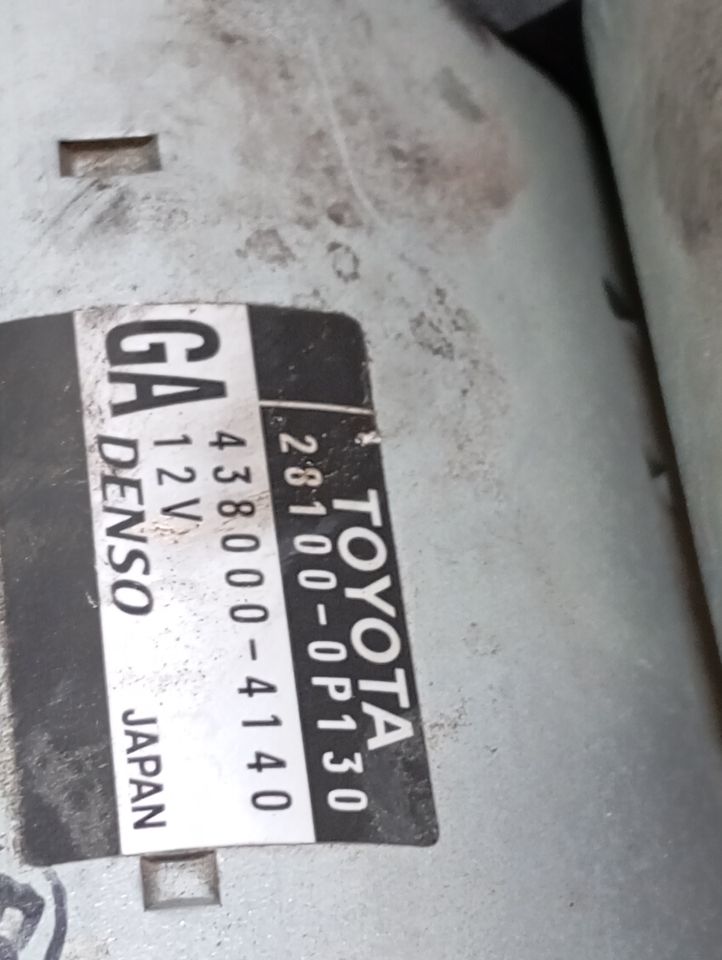 TOYOTA
28100-0P130
GA 438000-4140
12V
DENSO JAPAN